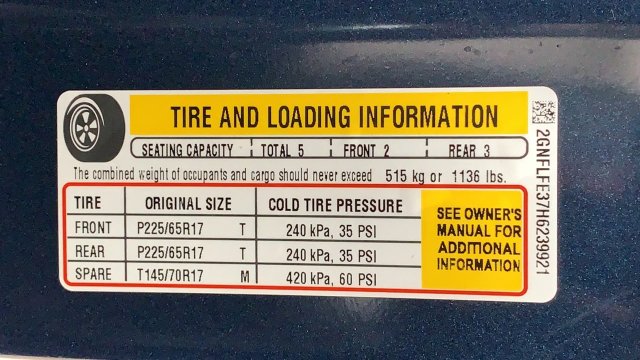 TIRE AND LOADING INFORMATION
SEATING CAPACITY TOTAL 5 FRONT 2 REAR 3
The combined weight of occupants and cargo should never exceed 515 kg or 1136 lbs.
TIRE ORIGINAL SIZE COLD TIRE PRESSURE
FRONT P225/65R17 T 240 kPa, 35 PSI
REAR P225/65R17 T 240 kPa, 35 PSI
SPARE T145/70R17 M 420 kPa, 60 PSI
SEE OWNER'S
MANUAL FOR
ADDITIONAL
INFORMATION
2GNFLFE37H6239921